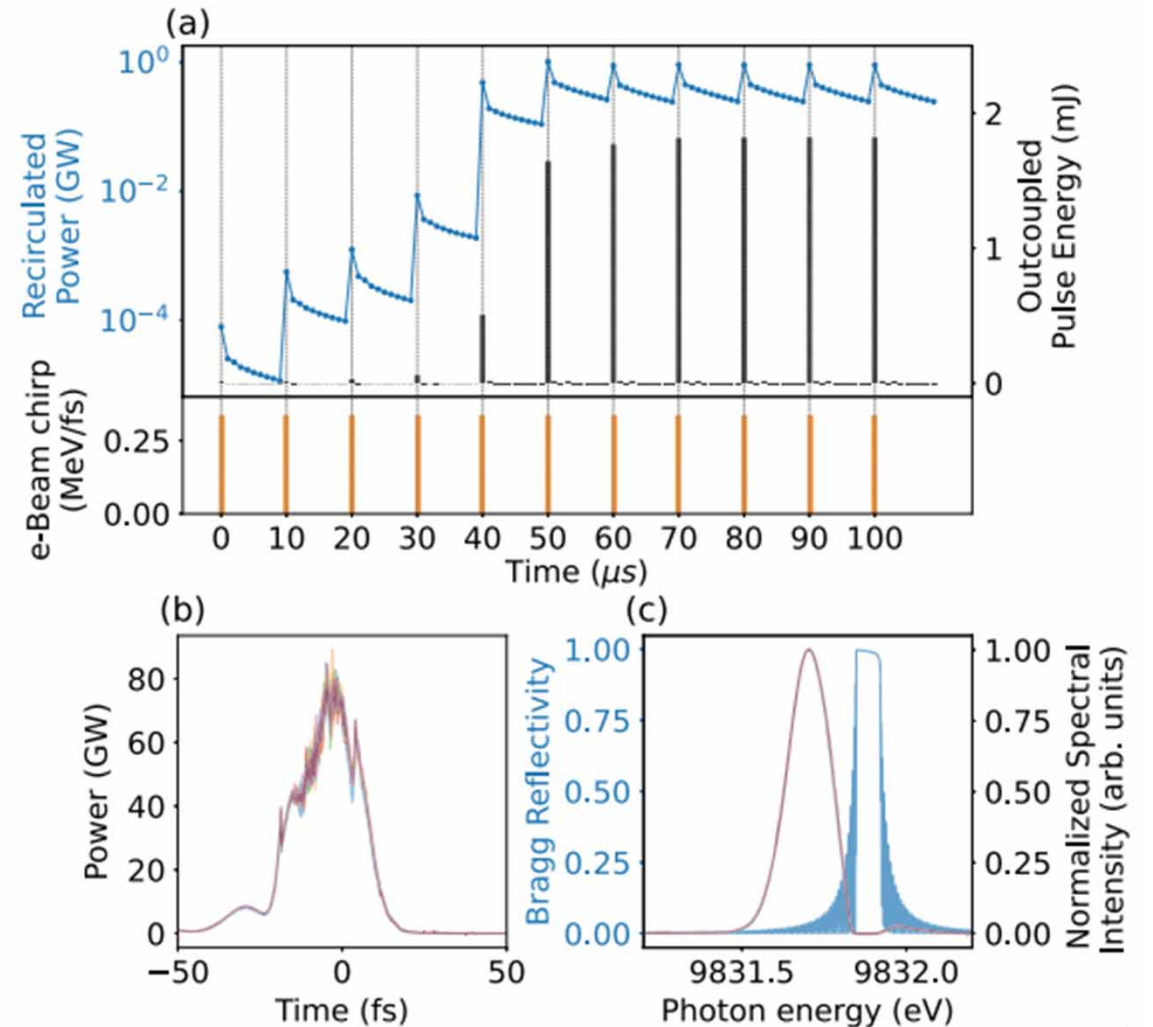 (a)
10⁰
10⁻²
10⁻⁴
Recirculated
Power (GW)
2
1
0
Outcoupled
Pulse Energy (mJ)
e-Beam chirp
(MeV/fs)
0.25
0.00
0 10 20 30 40 50 60 70 80 90 100
Time (μs)
(b)
Power (GW)
80
60
40
20
0
−50 0 50
Time (fs)
(c)
Bragg Reflectivity
1.00
0.75
0.50
0.25
0.00
1.00
0.75
0.50
0.25
0.00
Normalized Spectral
Intensity (arb. units)
9831.5 9832.0
Photon energy (eV)